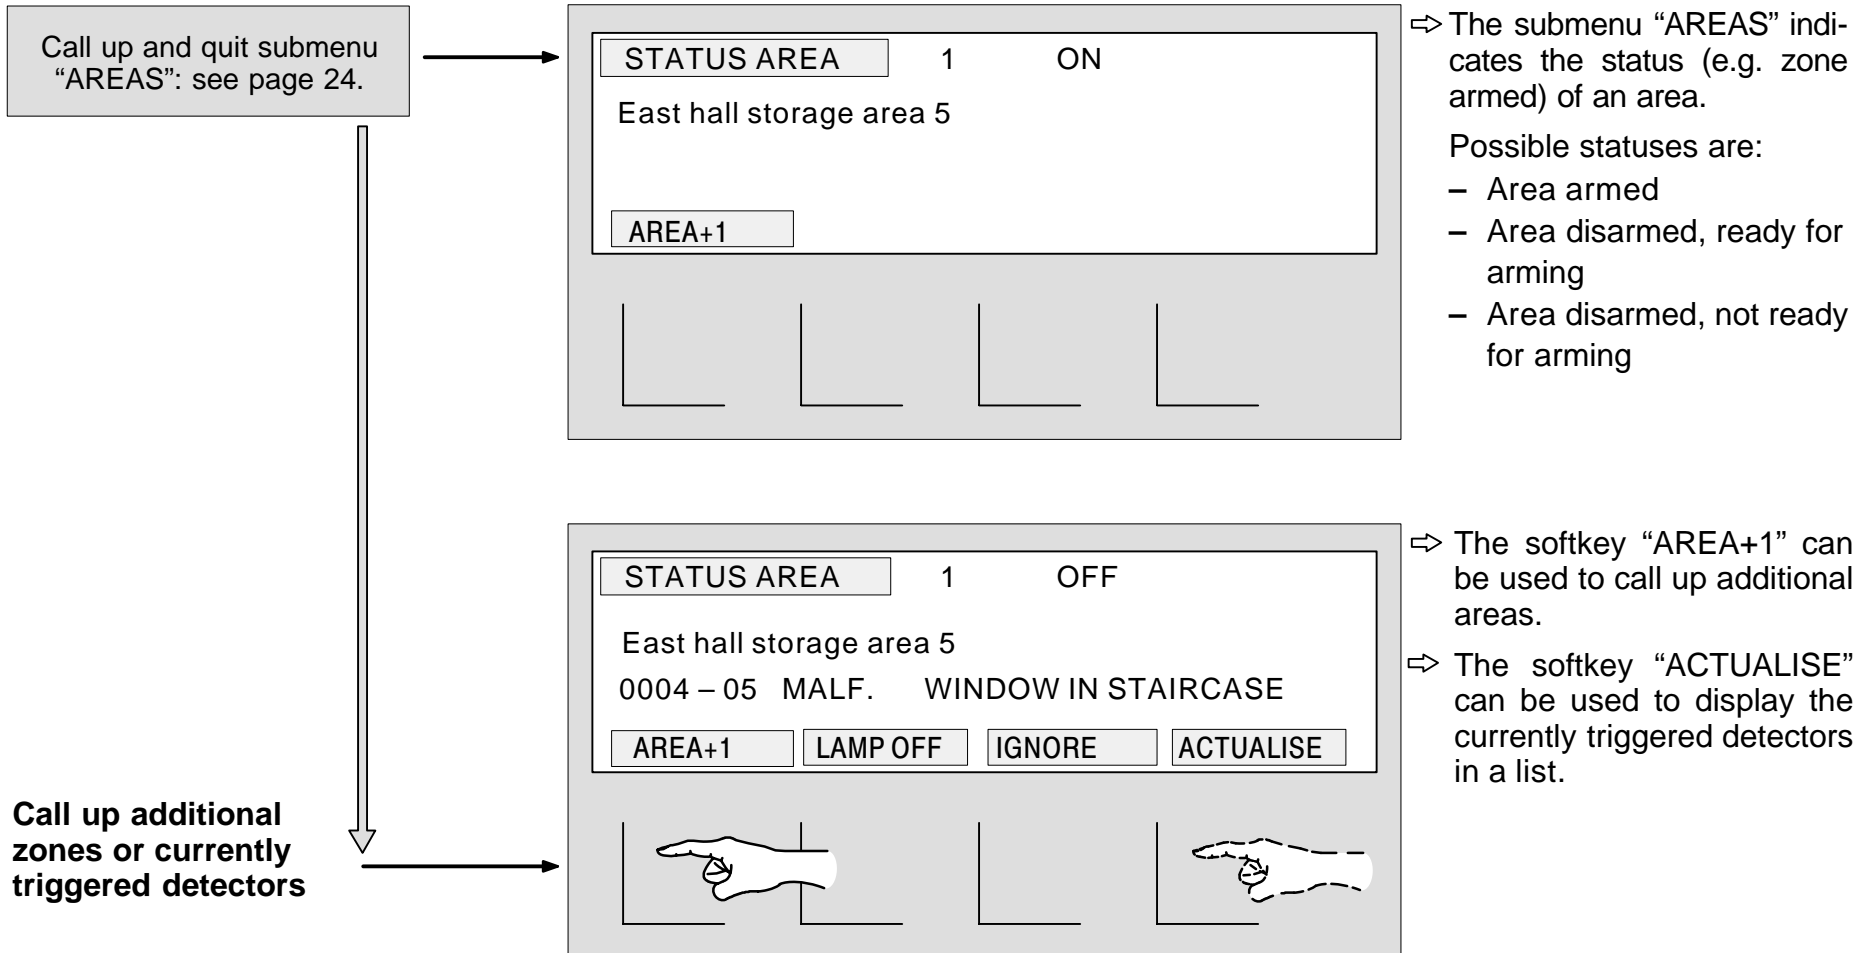 Call up and quit submenu
“AREAS”: see page 24.
STATUS AREA 1 ON
East hall storage area 5
AREA+1
⇨ The submenu “AREAS” indi-
cates the status (e.g. zone
armed) of an area.
Possible statuses are:
– Area armed
– Area disarmed, ready for
arming
– Area disarmed, not ready
for arming
Call up additional
zones or currently
triggered detectors
STATUS AREA 1 OFF
East hall storage area 5
0004 – 05 MALF. WINDOW IN STAIRCASE
AREA+1 LAMP OFF IGNORE ACTUALISE
⇨ The softkey “AREA+1” can
be used to call up additional
areas.
⇨ The softkey “ACTUALISE”
can be used to display the
currently triggered detectors
in a list.